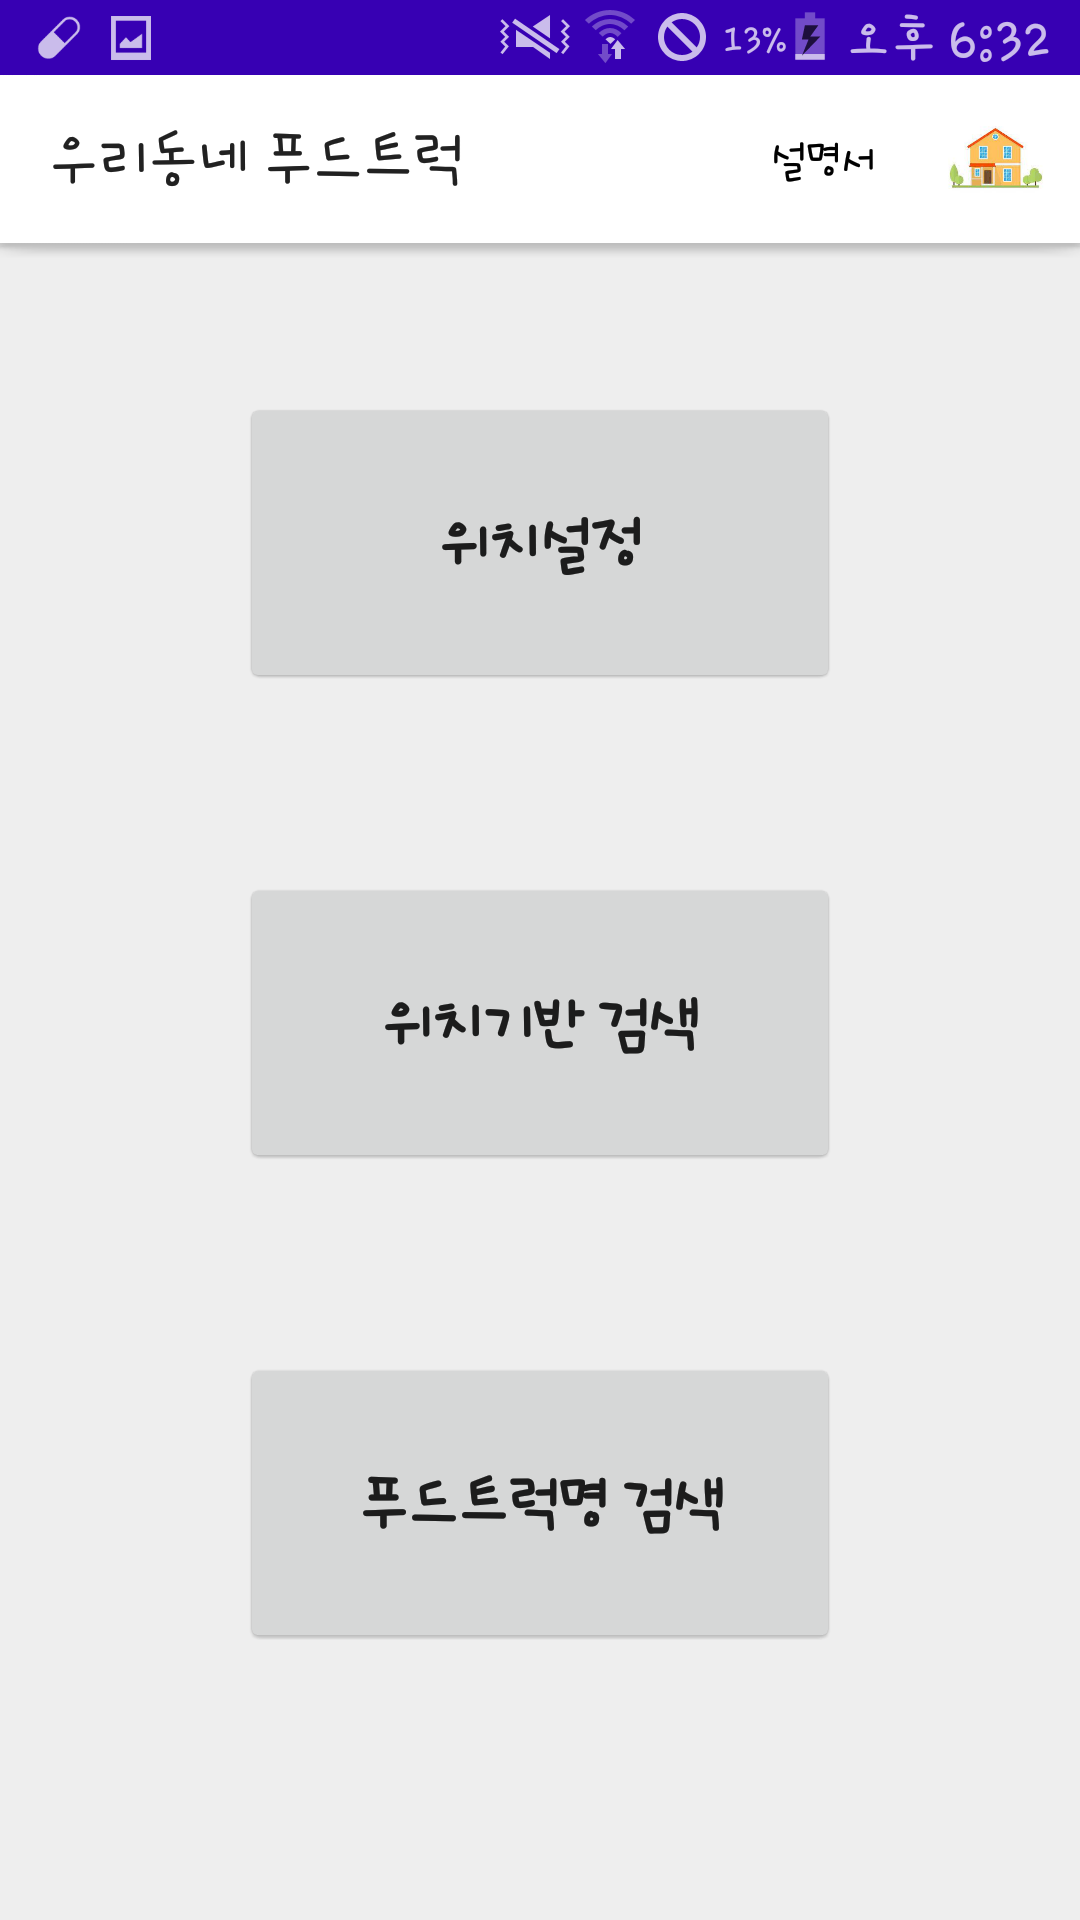 13% 오후 6:32
우리동네 푸드트럭 설명서
위치설정
위치기반 검색
푸드트럭명 검색